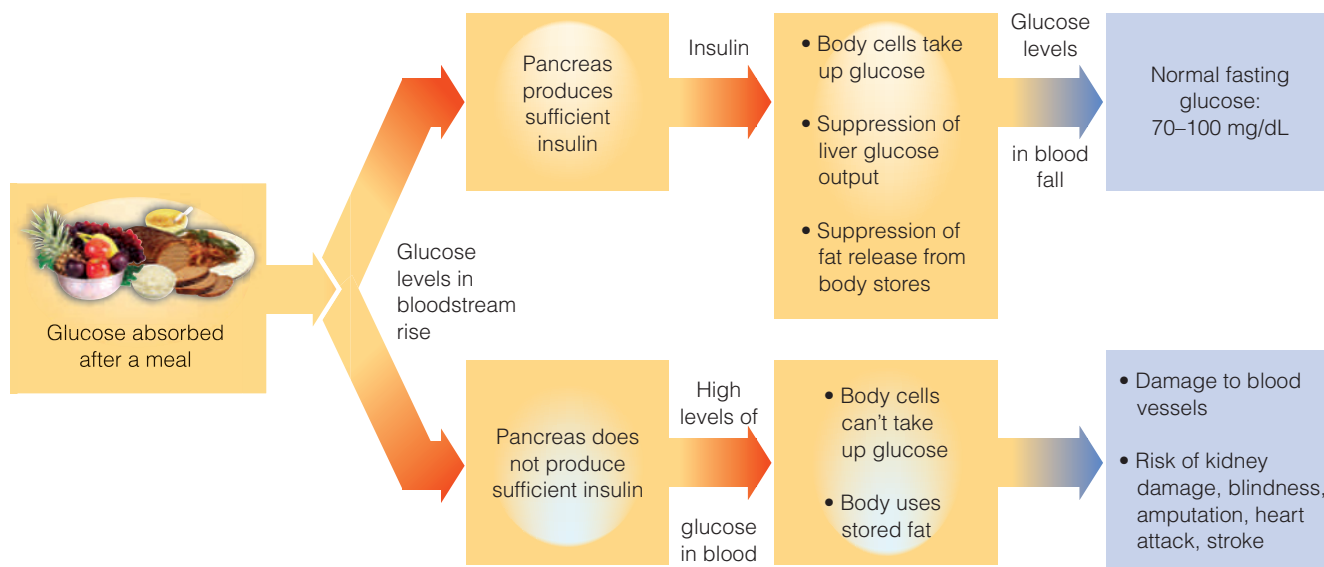 Glucose absorbed
after a meal
Glucose
levels in
bloodstream
rise
Pancreas
produces
sufficient
insulin
Insulin
• Body cells take
up glucose
• Suppression of
liver glucose
output
• Suppression of
fat release from
body stores
Glucose
levels
in blood
fall
Normal fasting
glucose:
70–100 mg/dL
Pancreas does
not produce
sufficient insulin
High
levels of
glucose
in blood
• Body cells
can’t take
up glucose
• Body uses
stored fat
• Damage to blood
vessels
• Risk of kidney
damage, blindness,
amputation, heart
attack, stroke